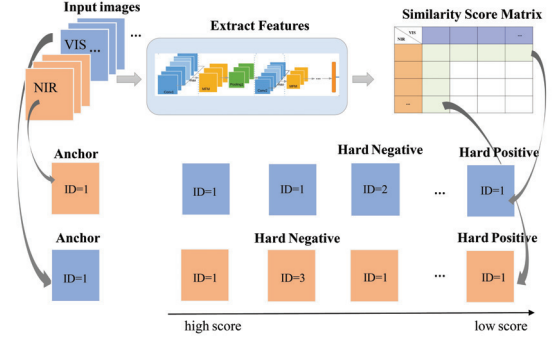 Input images
Extract Features
Similarity Score Matrix
VIS
...
...
NIR
VIS
NIR
...
...
Anchor
Hard Negative
Hard Positive
ID=1
ID=1
ID=1
ID=2
...
ID=1
Anchor
Hard Negative
Hard Positive
ID=1
ID=1
ID=3
ID=1
...
ID=1
high score
low score